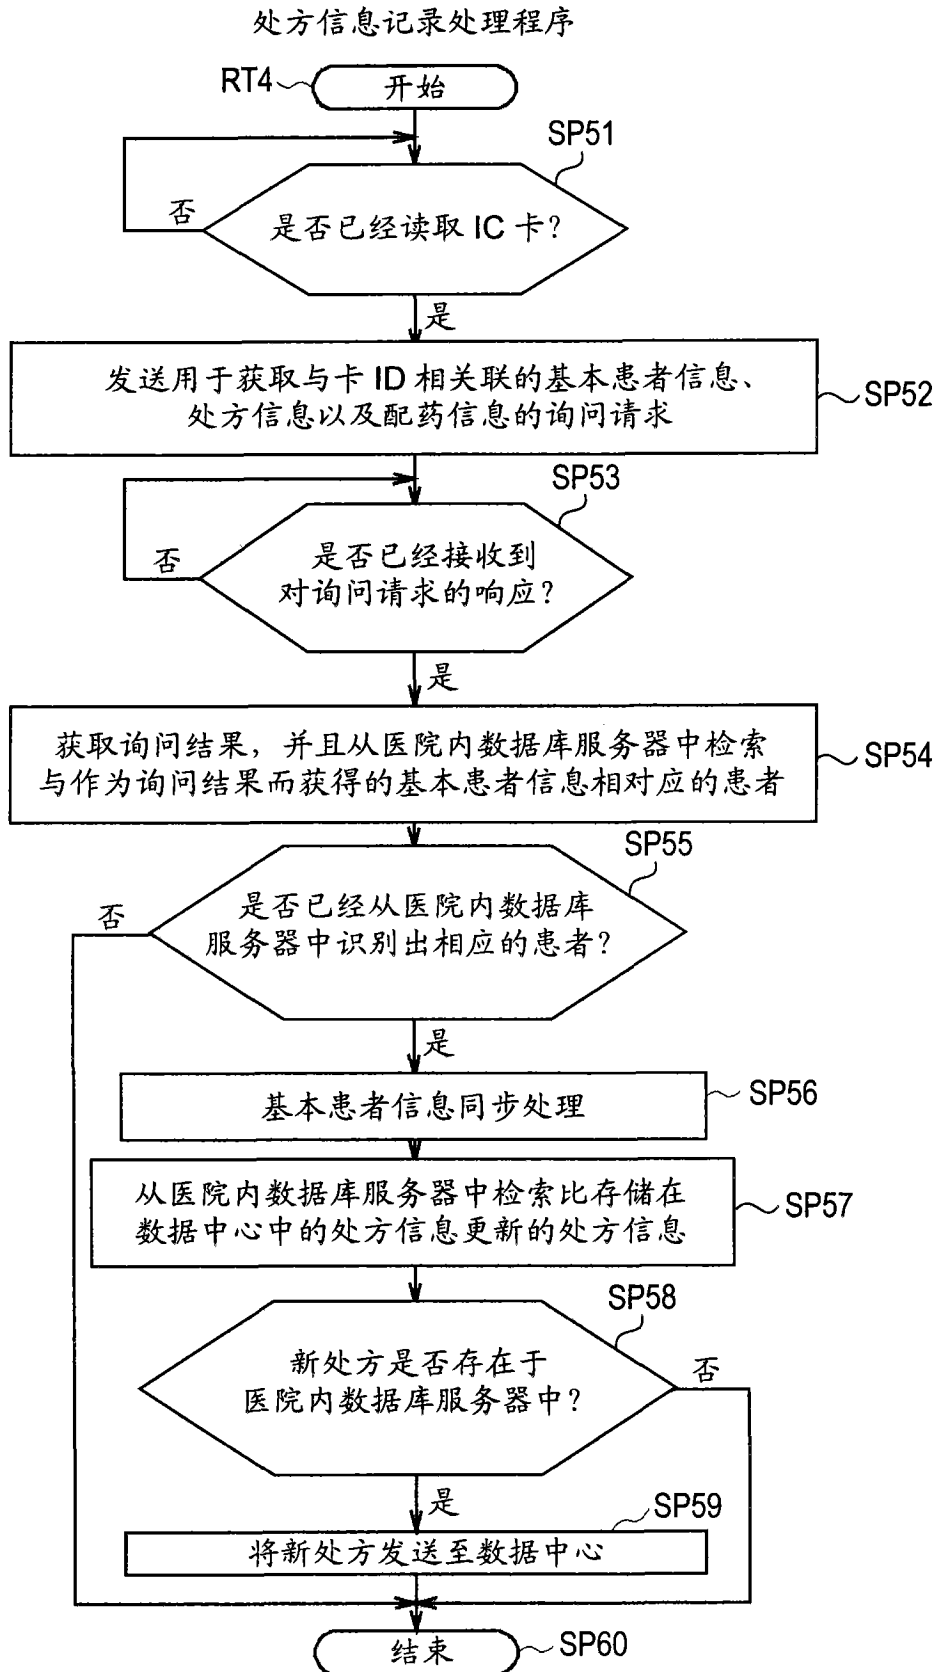 处方信息记录处理程序
RT4
开始
SP51
否
是否已经读取 IC 卡?
是
发送用于获取与卡 ID 相关联的基本患者信息、
处方信息以及配药信息的询问请求
SP52
SP53
否
是否已经接收到
对询问请求的响应?
是
获取询问结果，并且从医院内数据库服务器中检索
与作为询问结果而获得的基本患者信息相对应的患者
SP54
SP55
否
是否已经从医院内数据库
服务器中识别出相应的患者?
是
基本患者信息同步处理
SP56
从医院内数据库服务器中检索比存储在
数据中心中的处方信息更新的处方信息
SP57
SP58
新处方是否存在于
医院内数据库服务器中?
否
是
SP59
将新处方发送至数据中心
结束
SP60